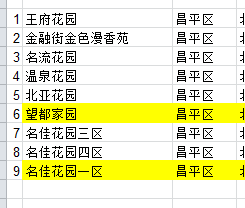 1 王府花园 昌平区
2 金融街金色漫香苑 昌平区
3 名流花园 昌平区
4 温泉花园 昌平区
5 北亚花园 昌平区
6 望都家园 昌平区
7 名佳花园三区 昌平区
8 名佳花园四区 昌平区
9 名佳花园一区 昌平区